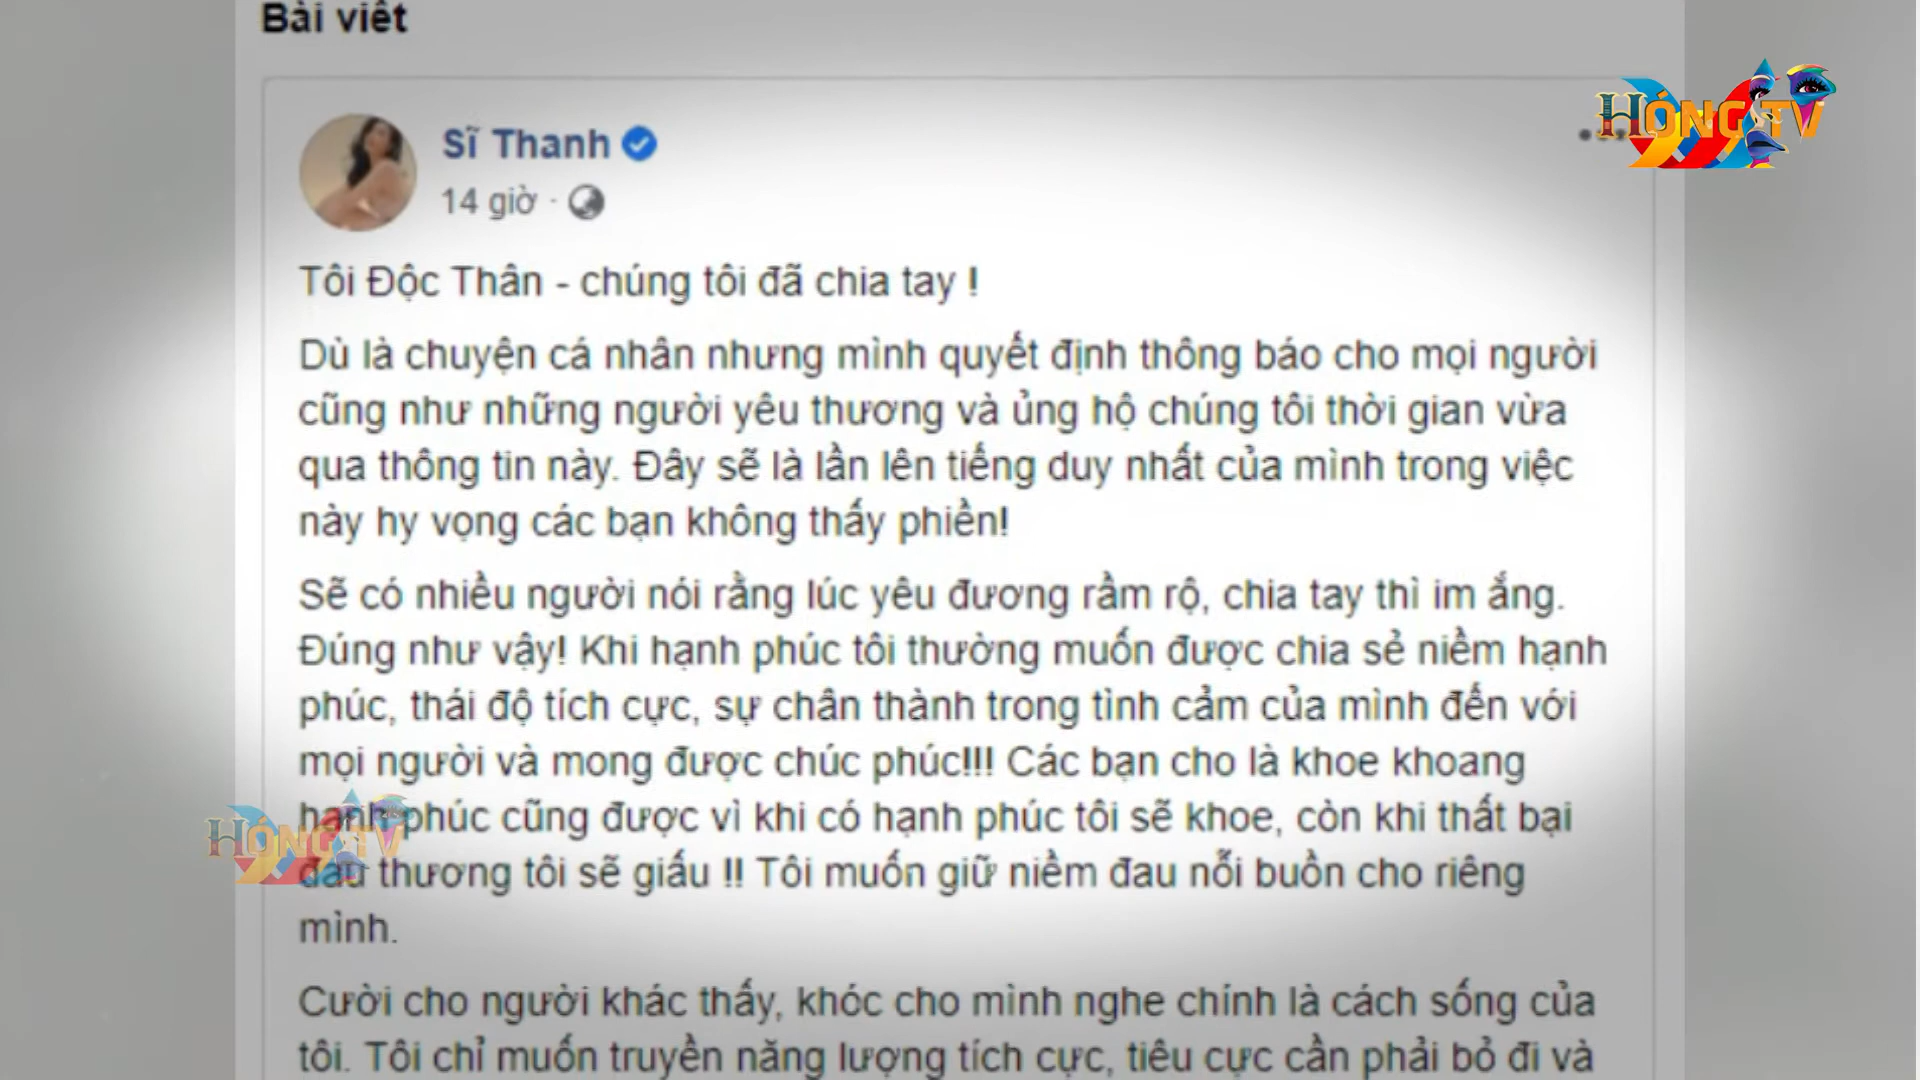 Bài viết
HÓNG TV
Sĩ Thanh
14 giờ ·
Tôi Độc Thân - chúng tôi đã chia tay !
Dù là chuyện cá nhân nhưng mình quyết định thông báo cho mọi người
cũng như những người yêu thương và ủng hộ chúng tôi thời gian vừa
qua thông tin này. Đây sẽ là lần lên tiếng duy nhất của mình trong việc
này hy vọng các bạn không thấy phiền!
Sẽ có nhiều người nói rằng lúc yêu đương rầm rộ, chia tay thì im ắng.
Đúng như vậy! Khi hạnh phúc tôi thường muốn được chia sẻ niềm hạnh
phúc, thái độ tích cực, sự chân thành trong tình cảm của mình đến với
mọi người và mong được chúc phúc!!! Các bạn cho là khoe khoang
hạnh phúc cũng được vì khi có hạnh phúc tôi sẽ khoe, còn khi thất bại
đau thương tôi sẽ giấu !! Tôi muốn giữ niềm đau nỗi buồn cho riêng
mình.
HÓNG TV
Cười cho người khác thấy, khóc cho mình nghe chính là cách sống của
tôi. Tôi chỉ muốn truyền năng lượng tích cực, tiêu cực cần phải bỏ đi và